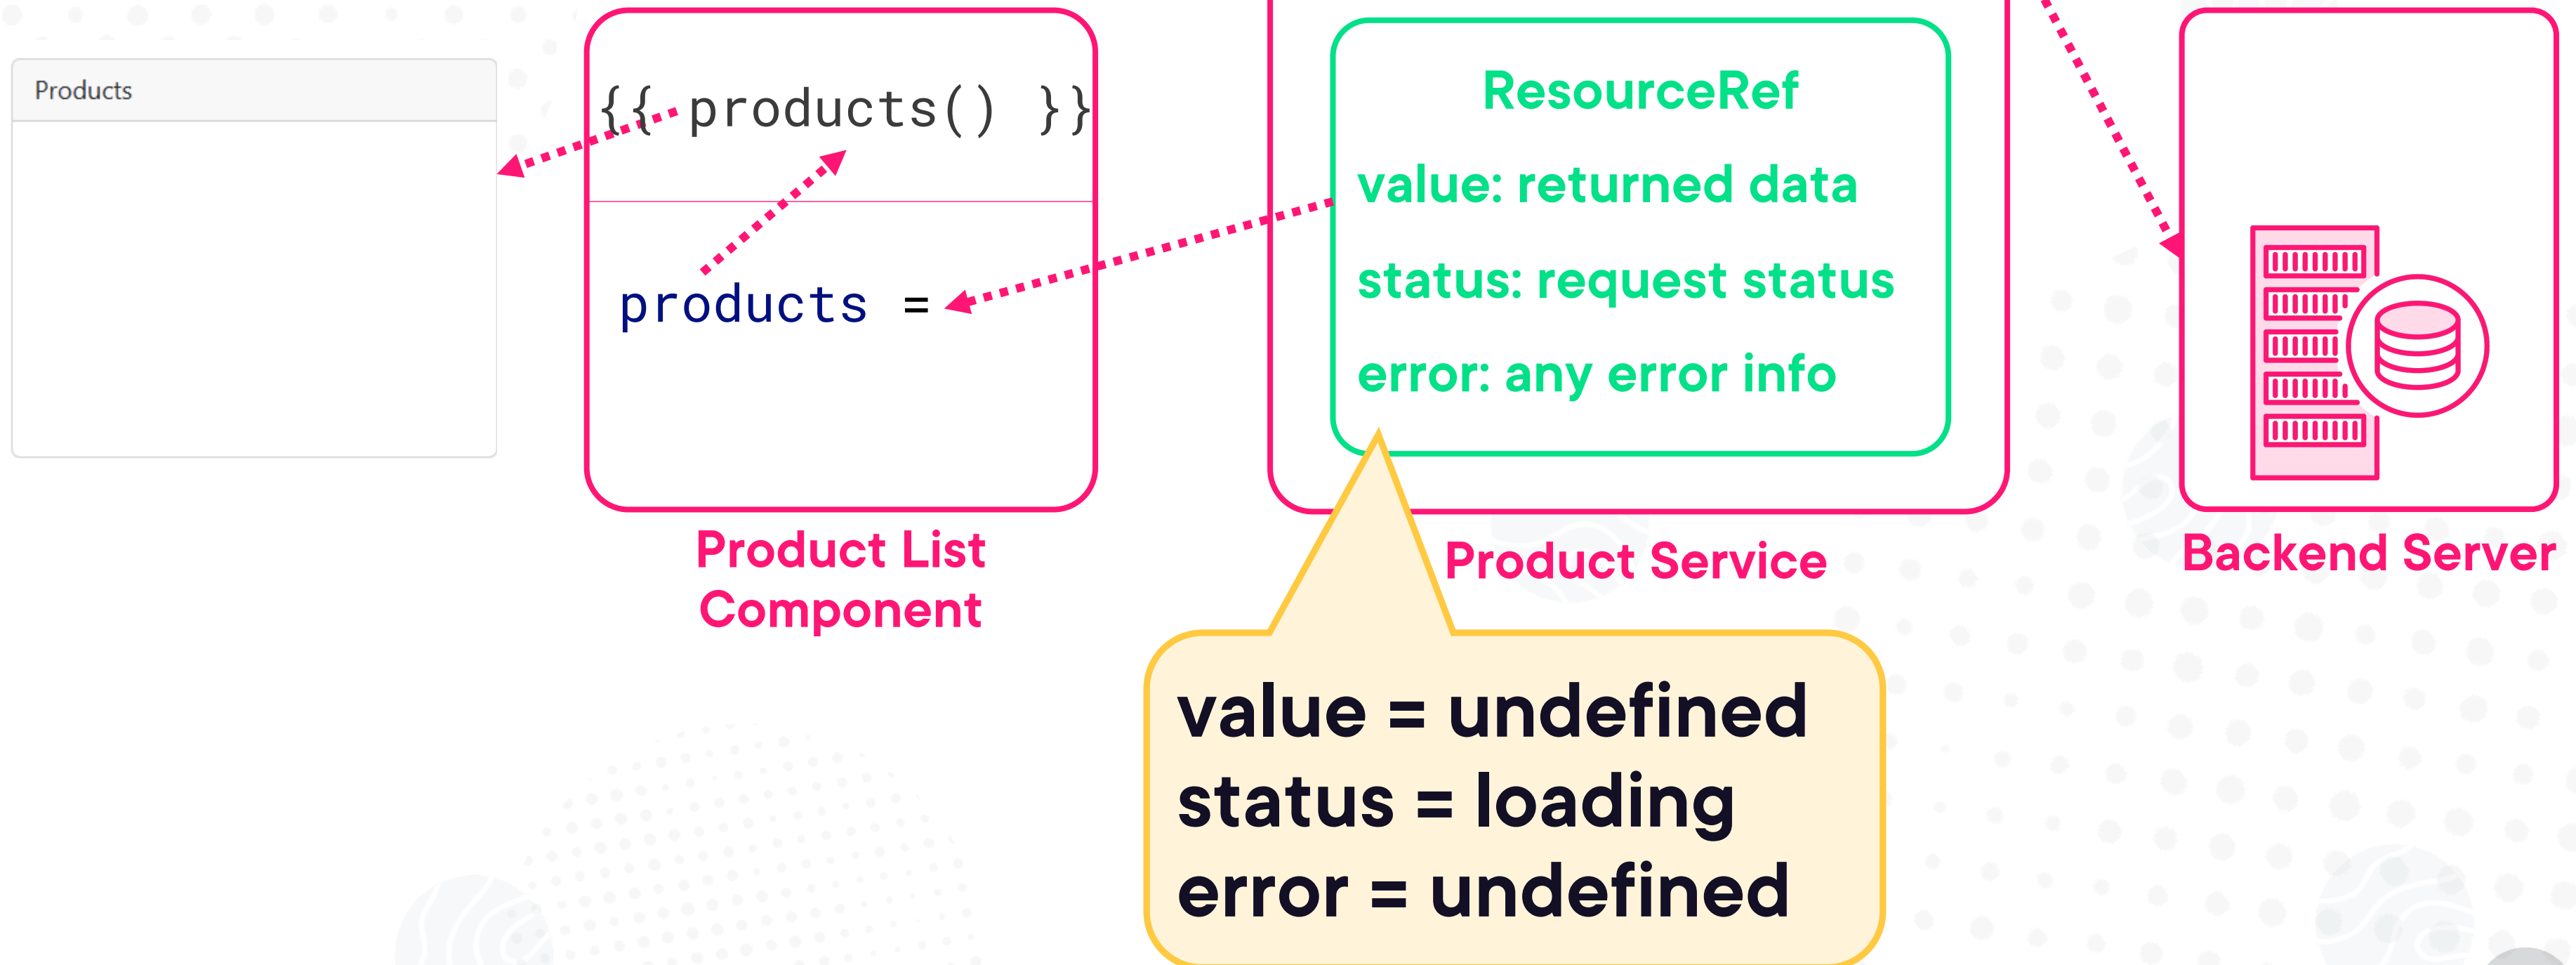 Products
{{ products() }}
products =
Product List
Component
ResourceRef
value: returned data
status: request status
error: any error info
Product Service
Backend Server
value = undefined
status = loading
error = undefined